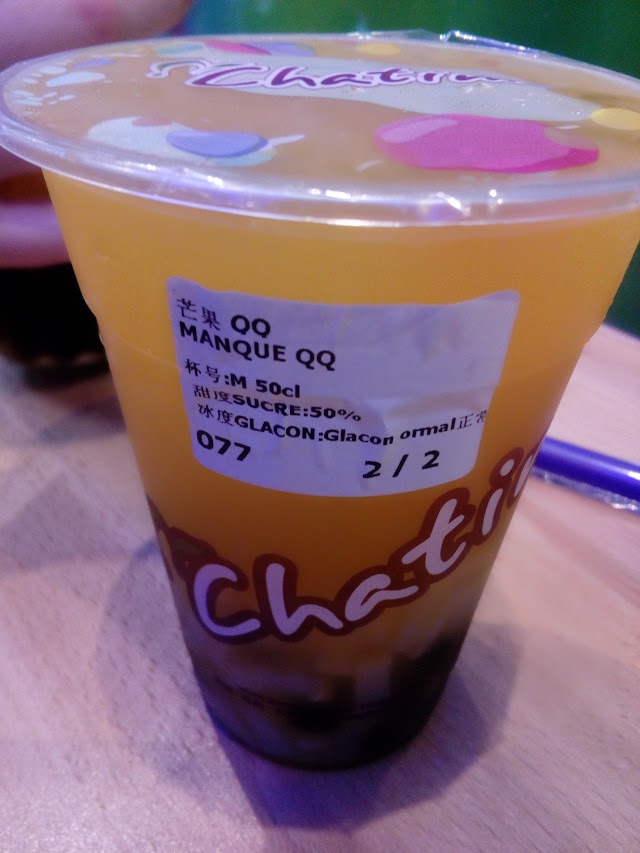 Chatim
芒果 QQ
MANQUE QQ
杯号:M 50cl
甜度SUCRE:50%
冰度GLACON:Glacon ormal正常
077 2 / 2
Chati